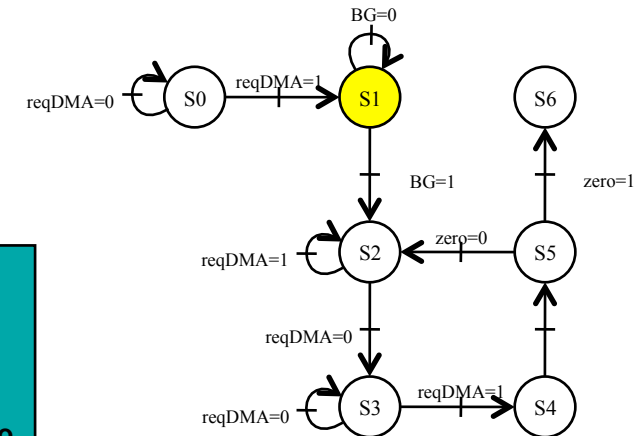 BG=0
reqDMA=0
S0
reqDMA=1
S1
S6
BG=1
zero=1
reqDMA=1
S2
zero=0
S5
reqDMA=0
reqDMA=0
S3
reqDMA=1
S4